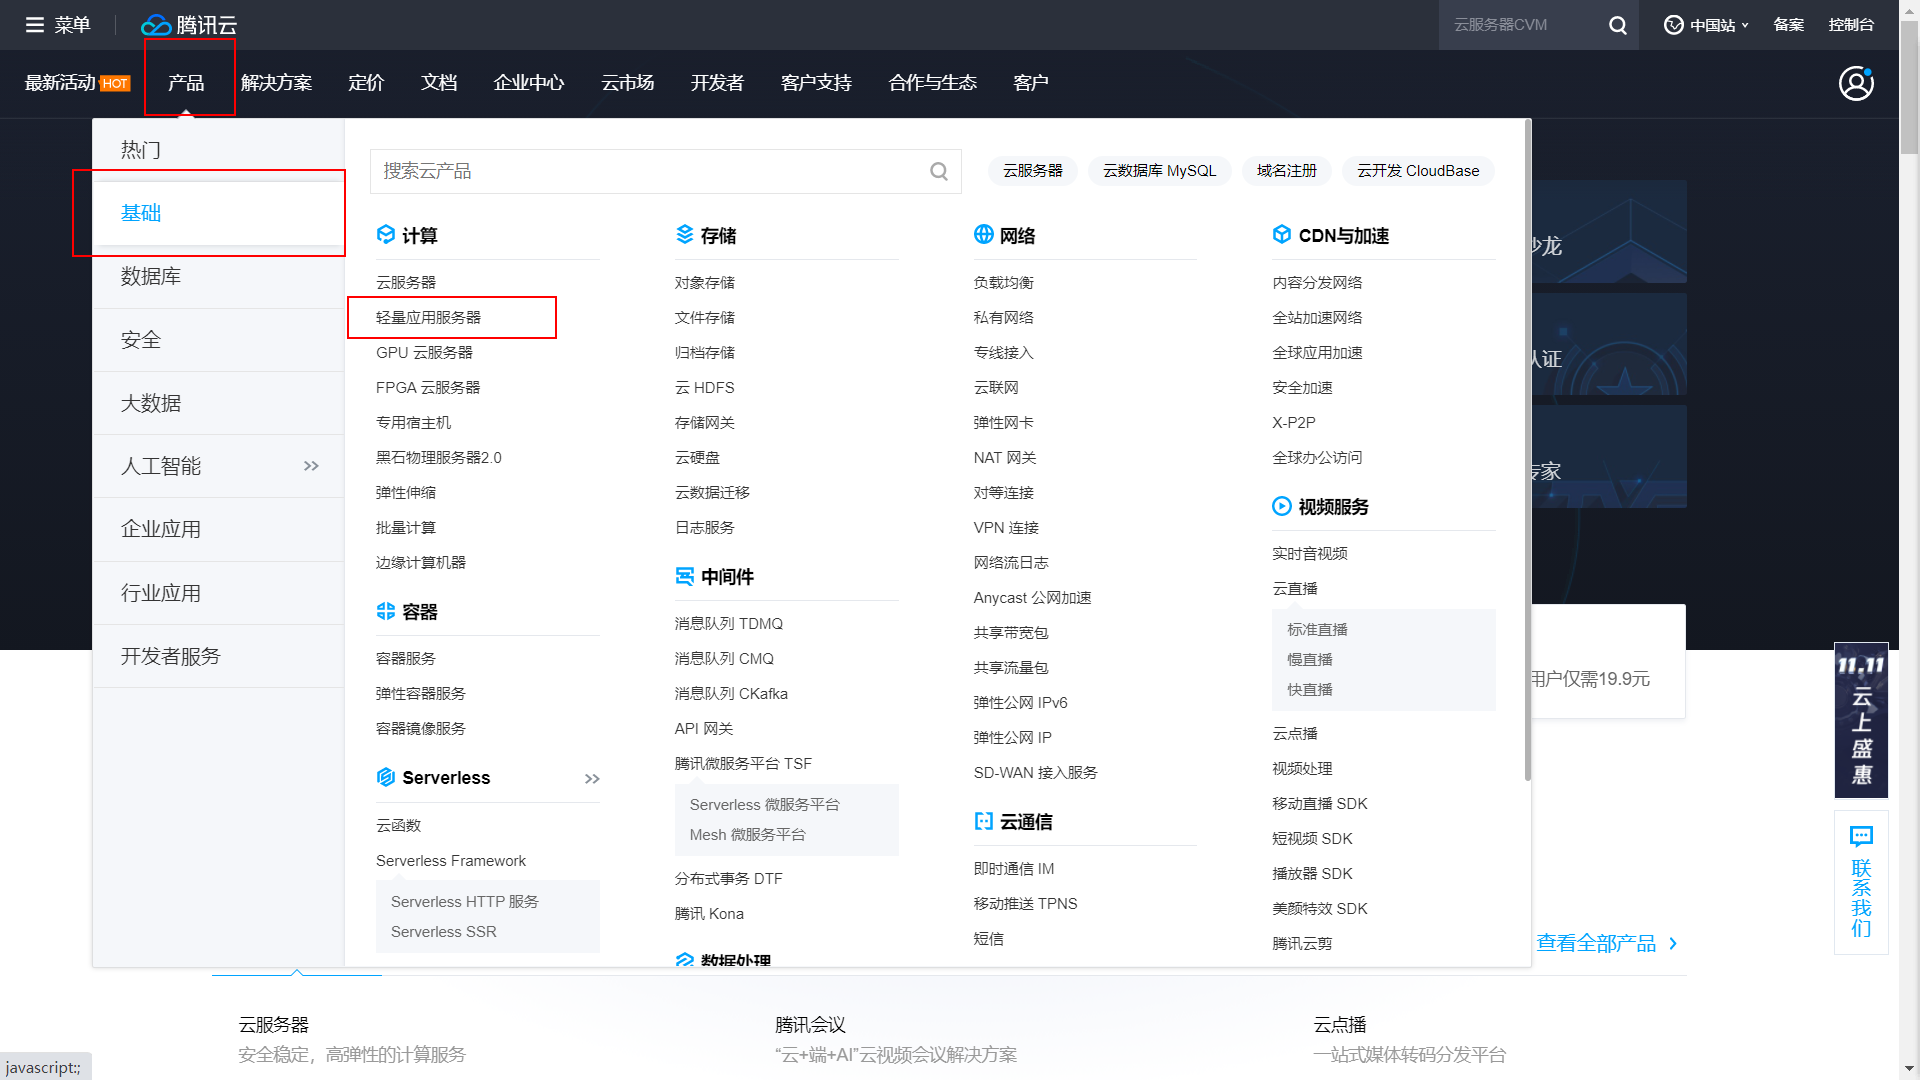 菜单
腾讯云
云服务器CVM
中国站
备案
控制台
最新活动 HOT
产品
解决方案
定价
文档
企业中心
云市场
开发者
客户支持
合作与生态
客户
热门
基础
数据库
安全
大数据
人工智能
企业应用
行业应用
开发者服务
搜索云产品
云服务器
云数据库 MySQL
域名注册
云开发 CloudBase
计算
云服务器
轻量应用服务器
GPU 云服务器
FPGA 云服务器
专用宿主机
黑石物理服务器2.0
弹性伸缩
批量计算
边缘计算机器
容器
容器服务
弹性容器服务
容器镜像服务
Serverless
云函数
Serverless Framework
Serverless HTTP 服务
Serverless SSR
存储
对象存储
文件存储
归档存储
云 HDFS
存储网关
云硬盘
云数据迁移
日志服务
中间件
消息队列 TDMQ
消息队列 CMQ
消息队列 CKafka
API 网关
腾讯微服务平台 TSF
Serverless 微服务平台
Mesh 微服务平台
分布式事务 DTF
腾讯 Kona
数据处理
网络
负载均衡
私有网络
专线接入
云联网
弹性网卡
NAT 网关
对等连接
VPN 连接
网络流日志
Anycast 公网加速
共享带宽包
共享流量包
弹性公网 IPv6
弹性公网 IP
SD-WAN 接入服务
云通信
即时通信 IM
移动推送 TPNS
短信
CDN与加速
内容分发网络
全站加速网络
全球应用加速
安全加速
X-P2P
全球办公访问
视频服务
实时音视频
云直播
标准直播
慢直播
快直播
云点播
视频处理
移动直播 SDK
短视频 SDK
播放器 SDK
美颜特效 SDK
腾讯云剪
沙龙
认证
专家
用户仅需19.9元
11.11
云上盛惠
联系我们
查看全部产品
云服务器
安全稳定，高弹性的计算服务
腾讯会议
“云+端+AI”云视频会议解决方案
云点播
一站式媒体转码分发平台
javascript:;